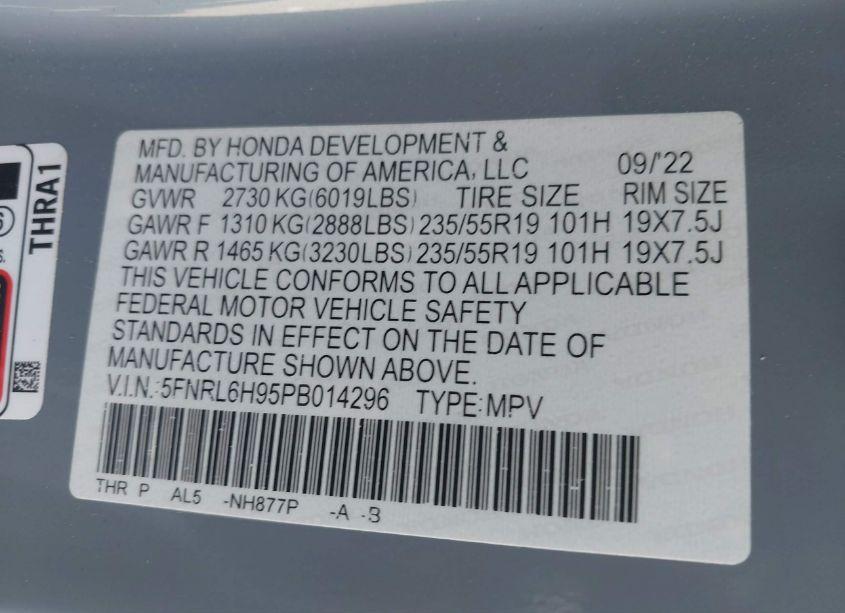 MFD. BY HONDA DEVELOPMENT &
MANUFACTURING OF AMERICA, LLC 09/'22
GVWR 2730 KG(6019LBS) TIRE SIZE RIM SIZE
GAWR F 1310 KG(2888LBS) 235/55R19 101H 19X7.5J
GAWR R 1465 KG(3230LBS) 235/55R19 101H 19X7.5J
THIS VEHICLE CONFORMS TO ALL APPLICABLE
FEDERAL MOTOR VEHICLE SAFETY
STANDARDS IN EFFECT ON THE DATE OF
MANUFACTURE SHOWN ABOVE.
V.I.N.:5FNRL6H95PB014296 TYPE:MPV
THR P AL5 -NH877P -A -B
THRA1